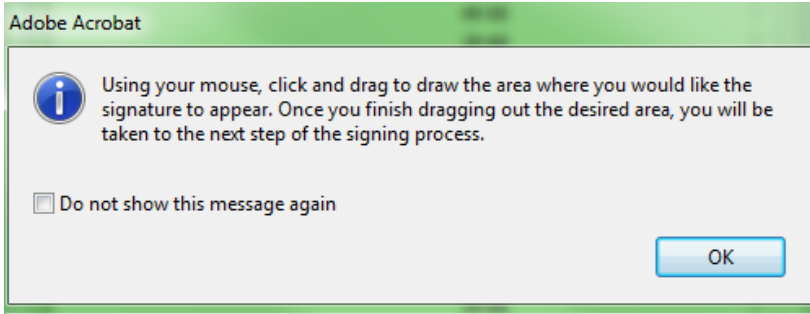 Adobe Acrobat
Using your mouse, click and drag to draw the area where you would like the
signature to appear. Once you finish dragging out the desired area, you will be
taken to the next step of the signing process.
Do not show this message again
OK